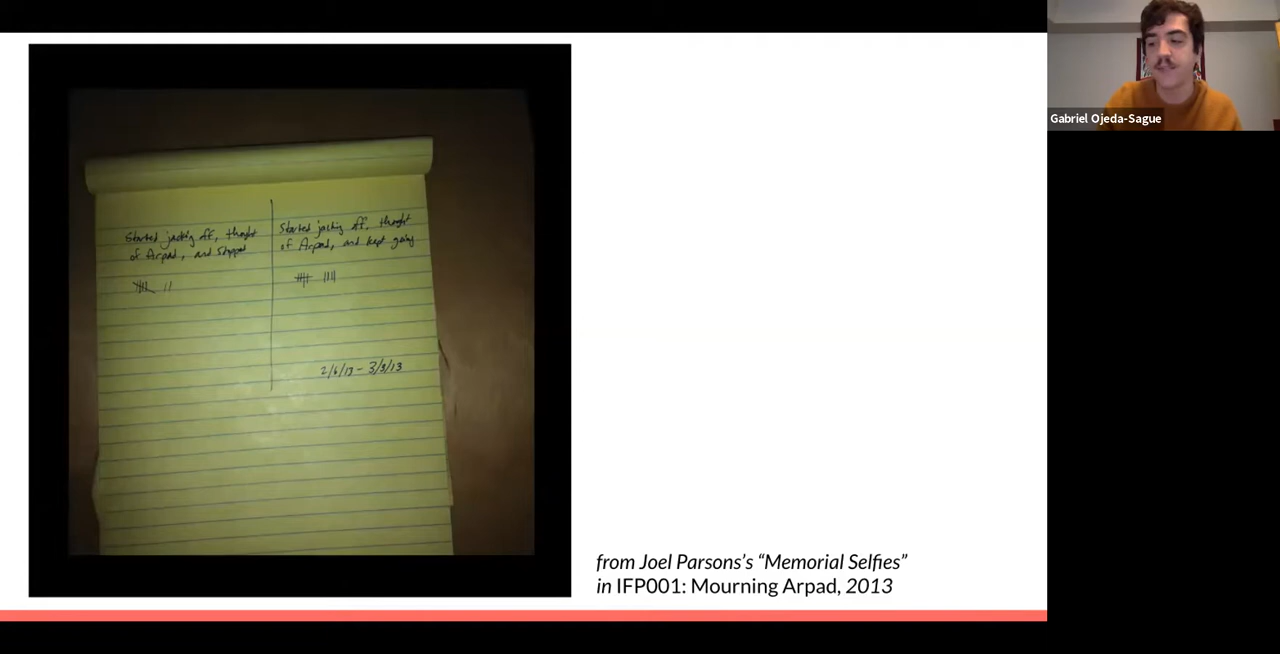 Started jacking off, thought
of Arpad, and stopped
Started jacking off, thought
of Arpad, and kept going
2/6/13 - 3/3/13
Gabriel Ojeda-Sague
from Joel Parsons's “Memorial Selfies”
in IFP001: Mourning Arpad, 2013